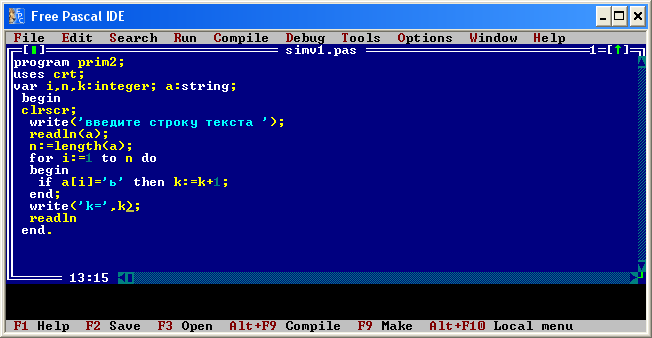 Free Pascal IDE
File Edit Search Run Compile Debug Tools Options Window Help
simv1.pas 1=[↑]
program prim2;
uses crt;
var i,n,k:integer; a:string;
begin
clrscr;
write('введите строку текста ');
readln(a);
n:=length(a);
for i:=1 to n do
begin
if a[i]='ь' then k:=k+1;
end;
write('k=',k);
readln
end.
13:15
F1 Help F2 Save F3 Open Alt+F9 Compile F9 Make Alt+F10 Local menu